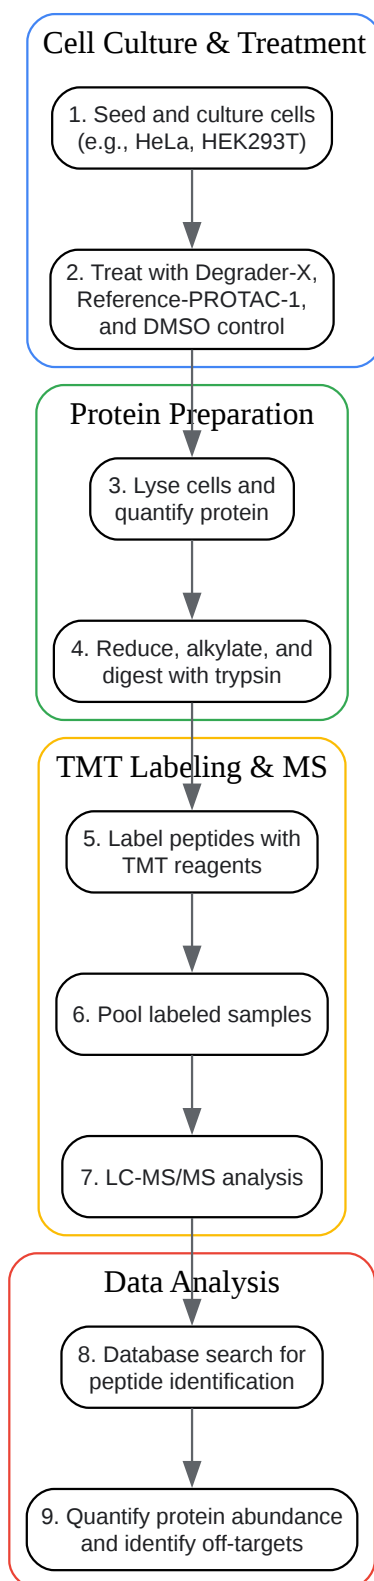 Cell Culture & Treatment
1. Seed and culture cells
(e.g., HeLa, HEK293T)
2. Treat with Degrader-X,
Reference-PROTAC-1,
and DMSO control
Protein Preparation
3. Lyse cells and
quantify protein
4. Reduce, alkylate, and
digest with trypsin
TMT Labeling & MS
5. Label peptides with
TMT reagents
6. Pool labeled samples
7. LC-MS/MS analysis
Data Analysis
8. Database search for
peptide identification
9. Quantify protein abundance
and identify off-targets